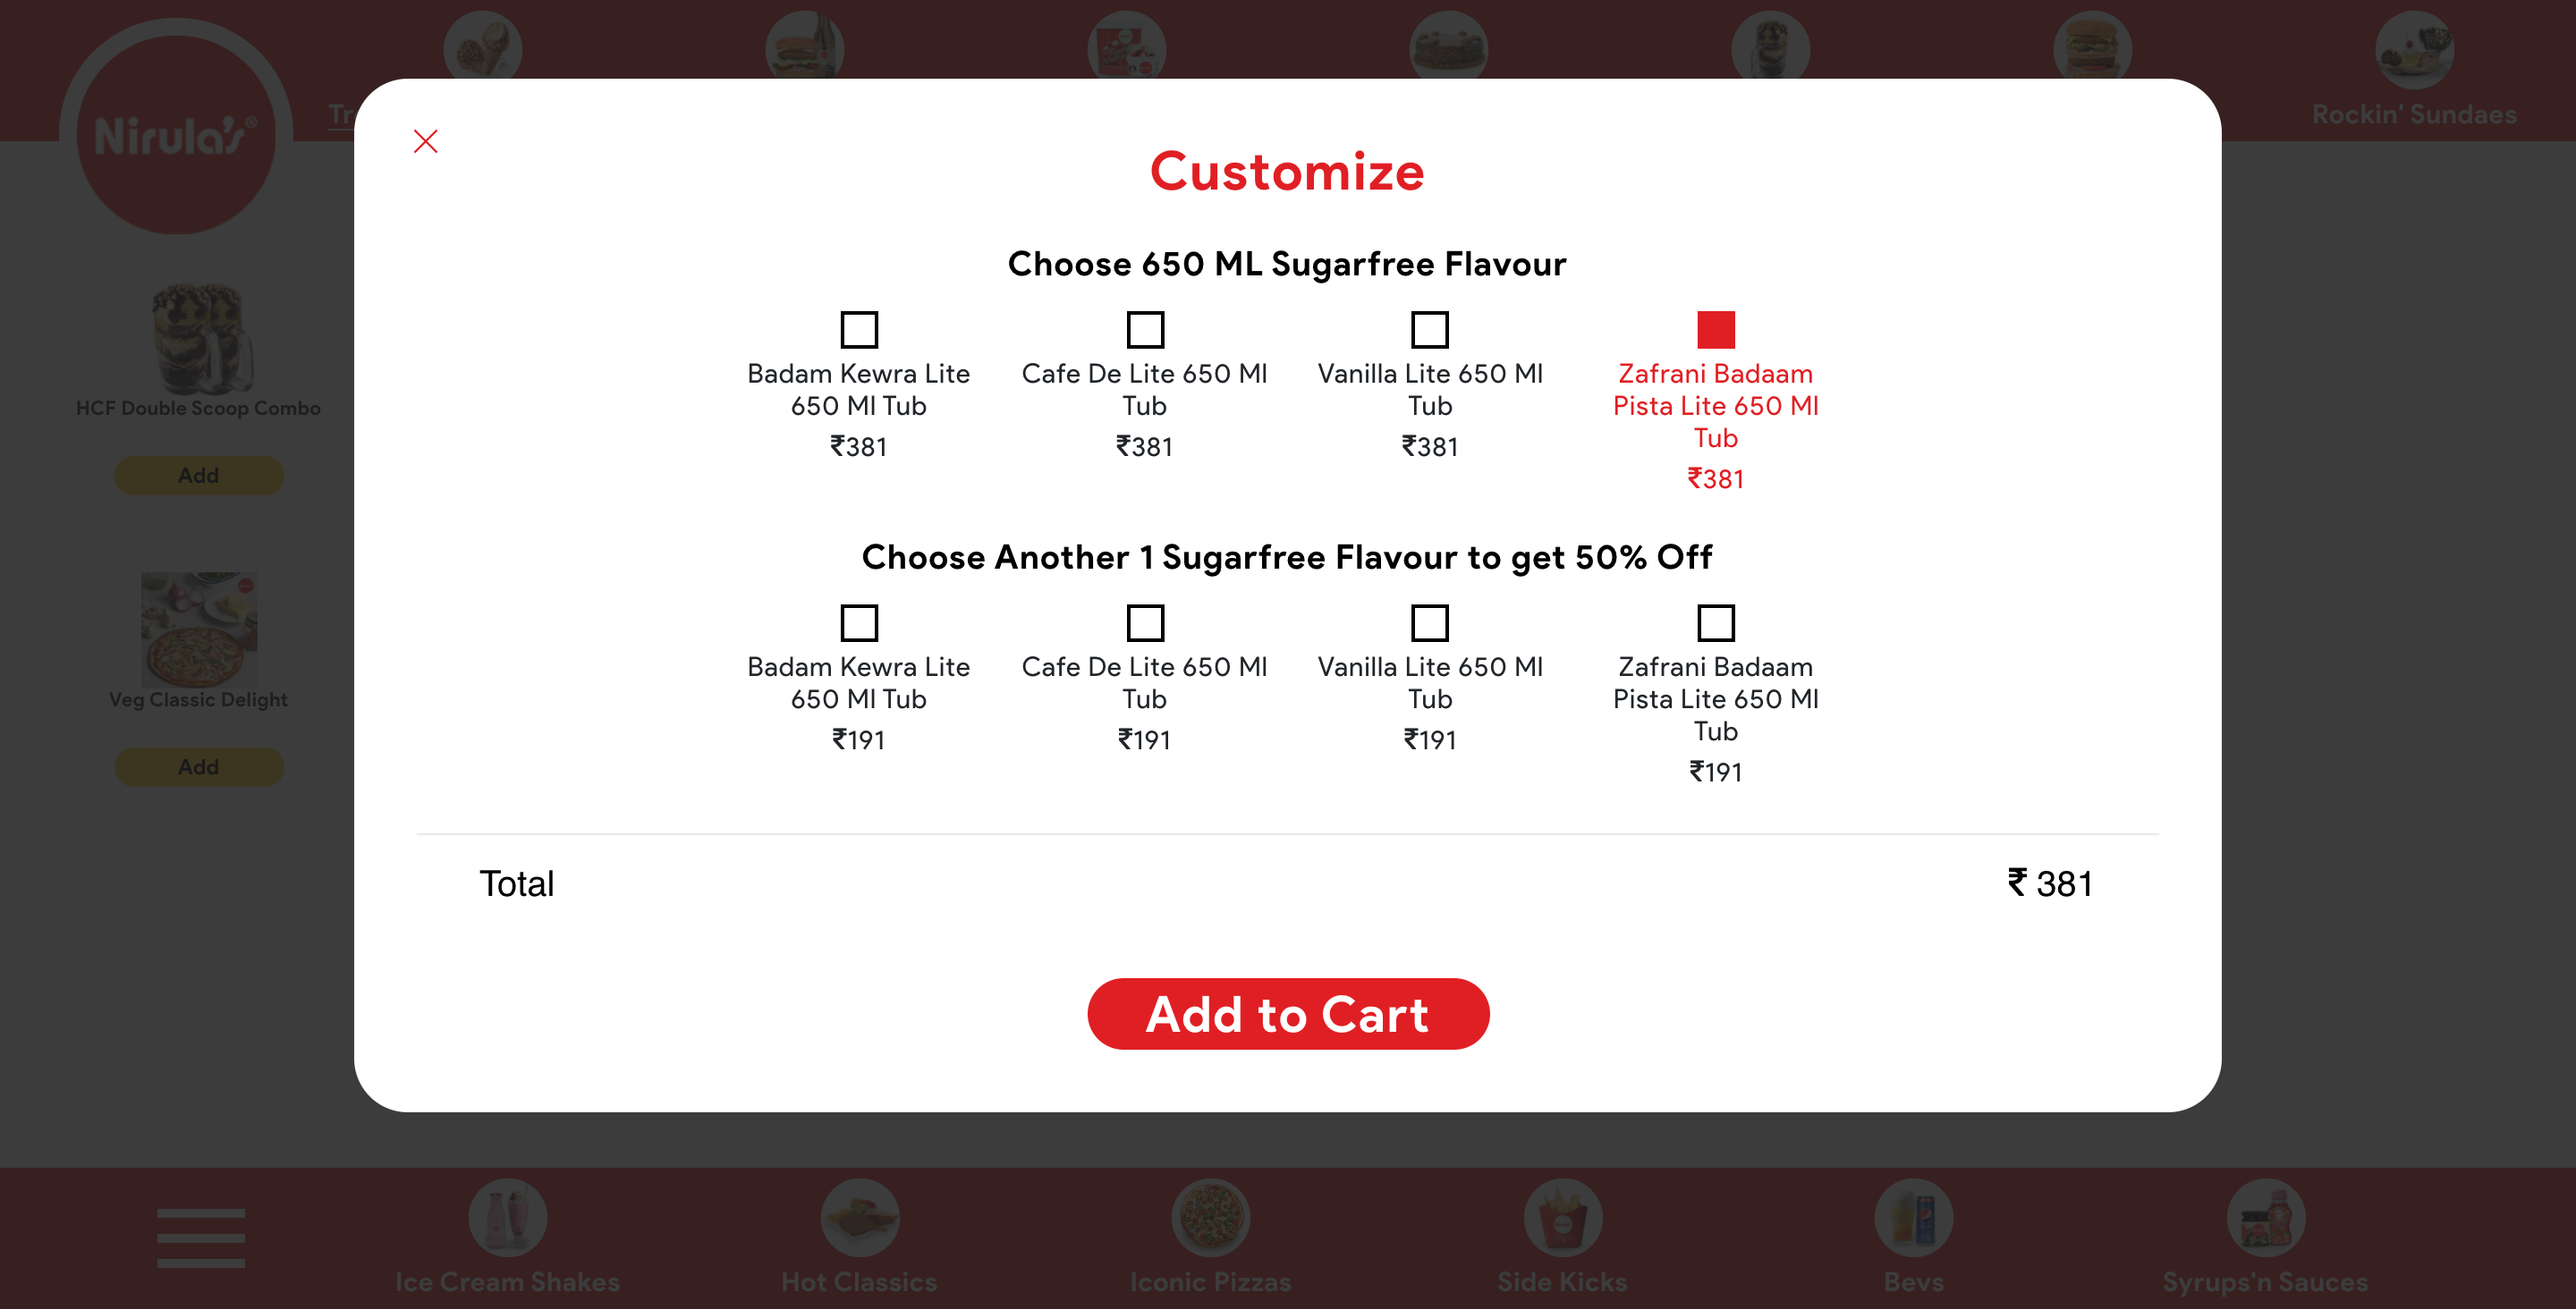 Nirula's®
Tr
Rockin' Sundaes
Customize
Choose 650 ML Sugarfree Flavour
Badam Kewra Lite
650 Ml Tub
₹381
Cafe De Lite 650 Ml
Tub
₹381
Vanilla Lite 650 Ml
Tub
₹381
Zafrani Badaam
Pista Lite 650 Ml
Tub
₹381
Choose Another 1 Sugarfree Flavour to get 50% Off
Badam Kewra Lite
650 Ml Tub
₹191
Cafe De Lite 650 Ml
Tub
₹191
Vanilla Lite 650 Ml
Tub
₹191
Zafrani Badaam
Pista Lite 650 Ml
Tub
₹191
Total
₹ 381
Add to Cart
HCF Double Scoop Combo
Add
Veg Classic Delight
Add
Ice Cream Shakes
Hot Classics
Iconic Pizzas
Side Kicks
Bevs
Syrups'n Sauces